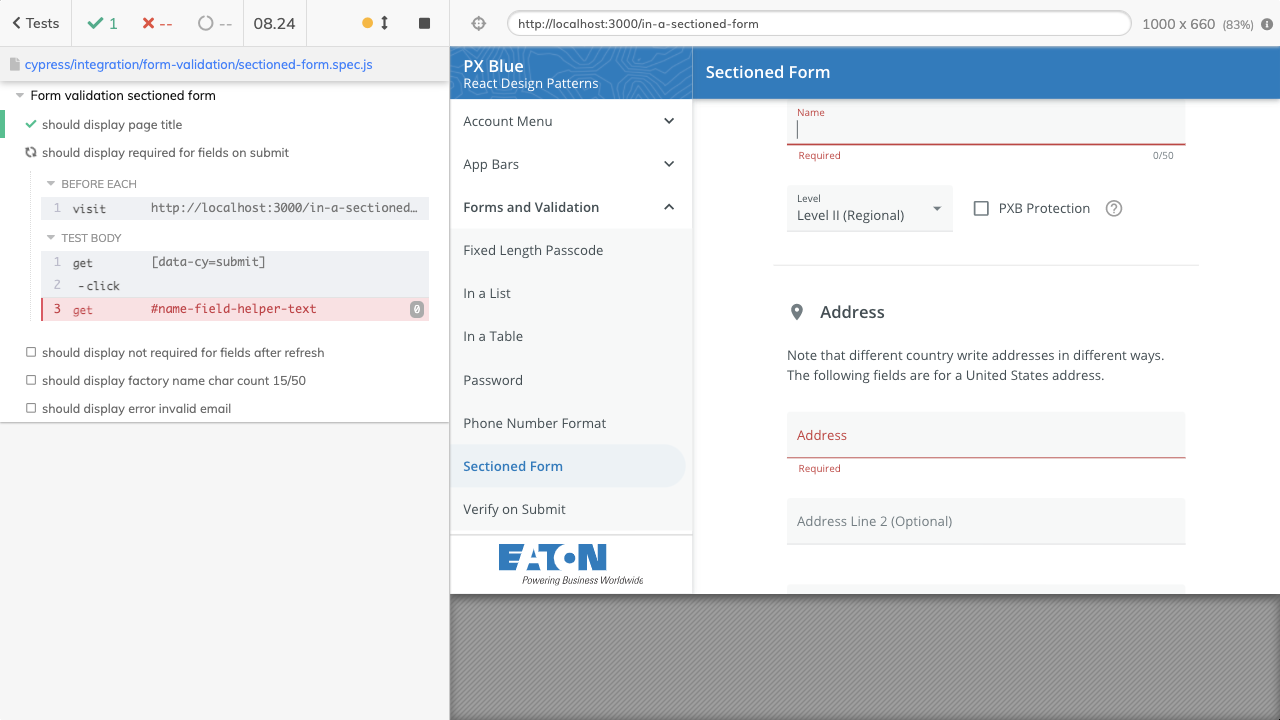 Tests
1
--
--
08.24
http://localhost:3000/in-a-sectioned-form
1000 x 660 (83%)
cypress/integration/form-validation/sectioned-form.spec.js
Form validation sectioned form
should display page title
should display required for fields on submit
BEFORE EACH
1 visit http://localhost:3000/in-a-sectioned…
TEST BODY
1 get [data-cy=submit]
2 -click
3 get #name-field-helper-text 0
should display not required for fields after refresh
should display factory name char count 15/50
should display error invalid email
PX Blue
React Design Patterns
Account Menu
App Bars
Forms and Validation
Fixed Length Passcode
In a List
In a Table
Password
Phone Number Format
Sectioned Form
Verify on Submit
EATON
Powering Business Worldwide
Sectioned Form
Name
Required 0/50
Level
Level II (Regional)
PXB Protection
Address
Note that different country write addresses in different ways.
The following fields are for a United States address.
Address
Required
Address Line 2 (Optional)